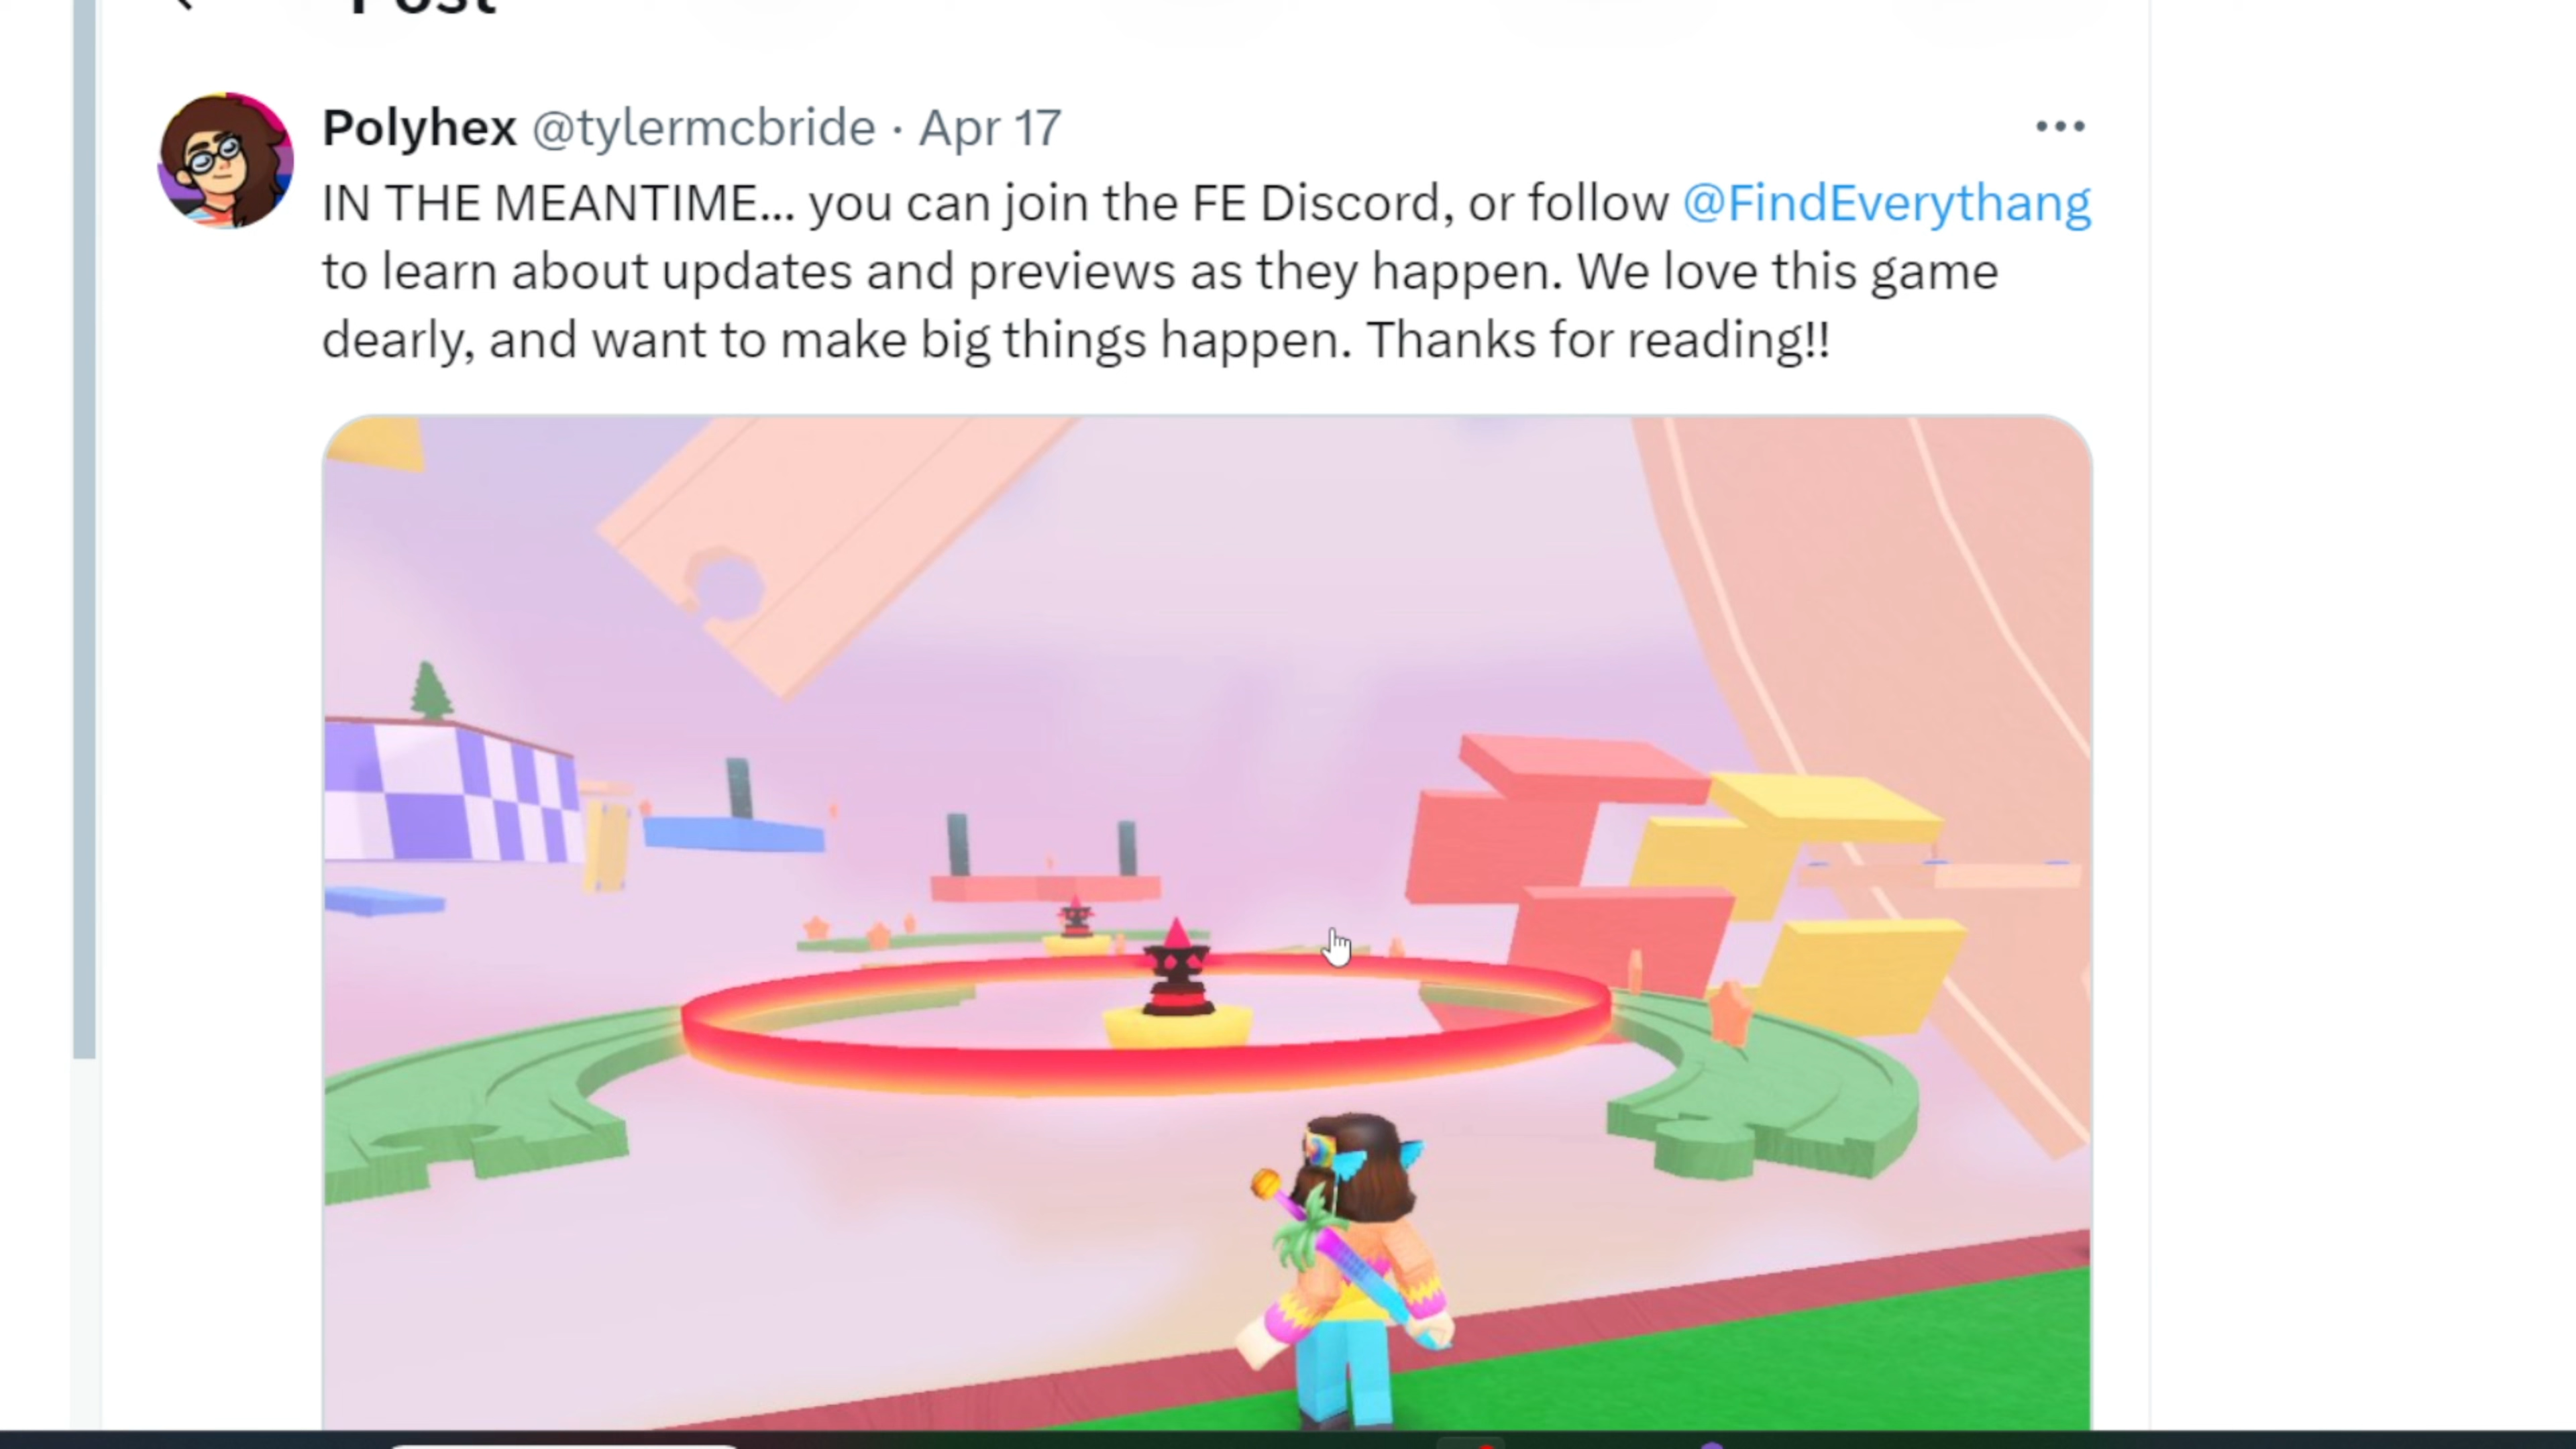 Post
Polyhex @tylermcbride · Apr 17
IN THE MEANTIME... you can join the FE Discord, or follow @FindEverythang
to learn about updates and previews as they happen. We love this game
dearly, and want to make big things happen. Thanks for reading!!